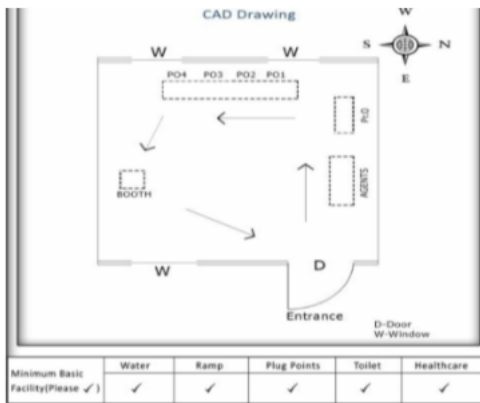 CAD Drawing
W
S N
E
W W
PO4 PO3 PO2 PO1
PLD
AGENTS
BOOTH
W
D
Entrance
D-Door
W-Window
Minimum Basic Facility(Please ✓) Water Ramp Plug Points Toilet Healthcare
✓ ✓ ✓ ✓ ✓